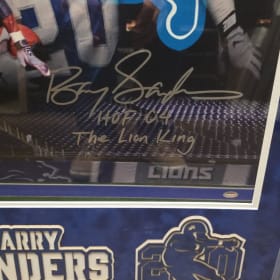 Barry Sanders
HOF 04
The Lion King
LIONS
ARRY
NDERS